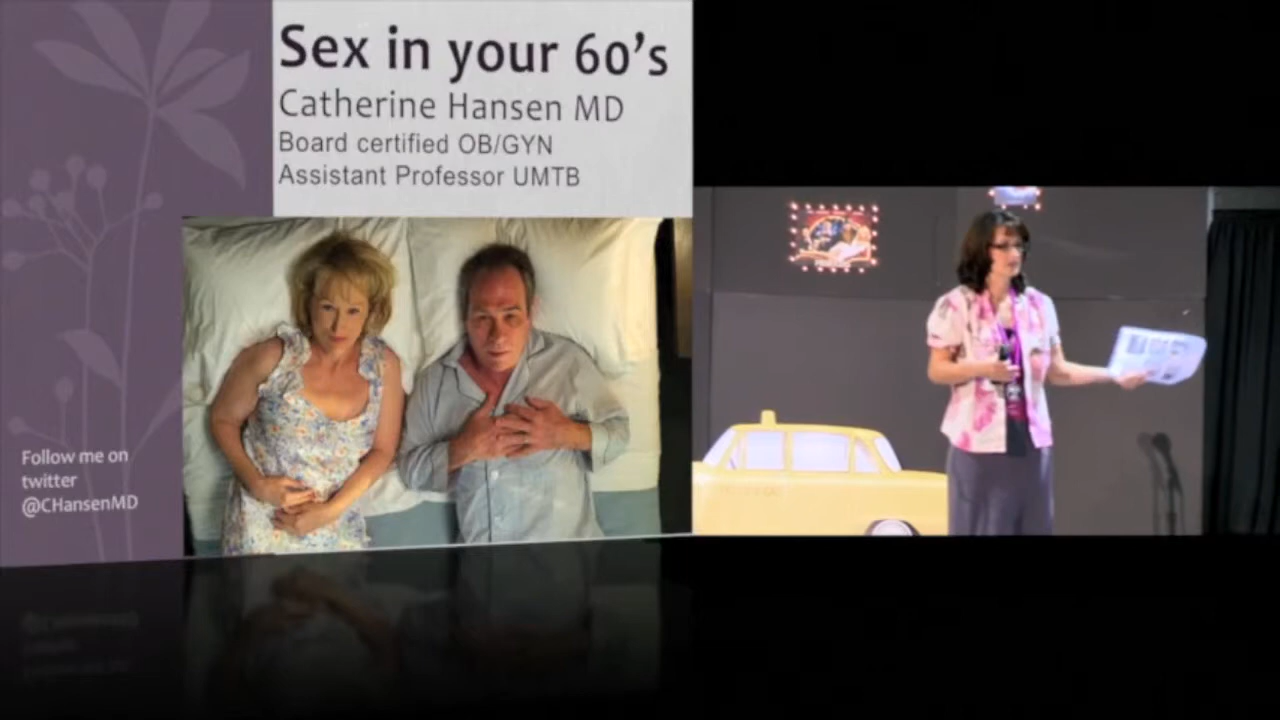 Sex in your 60's
Catherine Hansen MD
Board certified OB/GYN
Assistant Professor UMTB
Follow me on
twitter
@CHansenMD